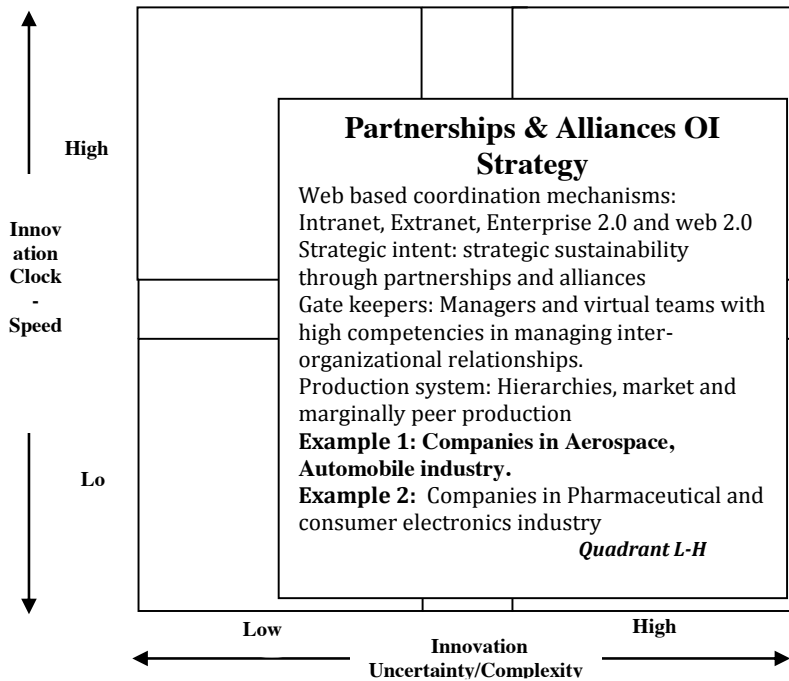 Partnerships & Alliances OI
Strategy
Web based coordination mechanisms:
Intranet, Extranet, Enterprise 2.0 and web 2.0
Strategic intent: strategic sustainability
through partnerships and alliances
Gate keepers: Managers and virtual teams with
high competencies in managing inter-
organizational relationships.
Production system: Hierarchies, market and
marginally peer production
Example 1: Companies in Aerospace,
Automobile industry.
Example 2: Companies in Pharmaceutical and
consumer electronics industry
Quadrant L-H
High
Innov
ation
Clock
-
Speed
Lo
Low
High
Innovation
Uncertainty/Complexity